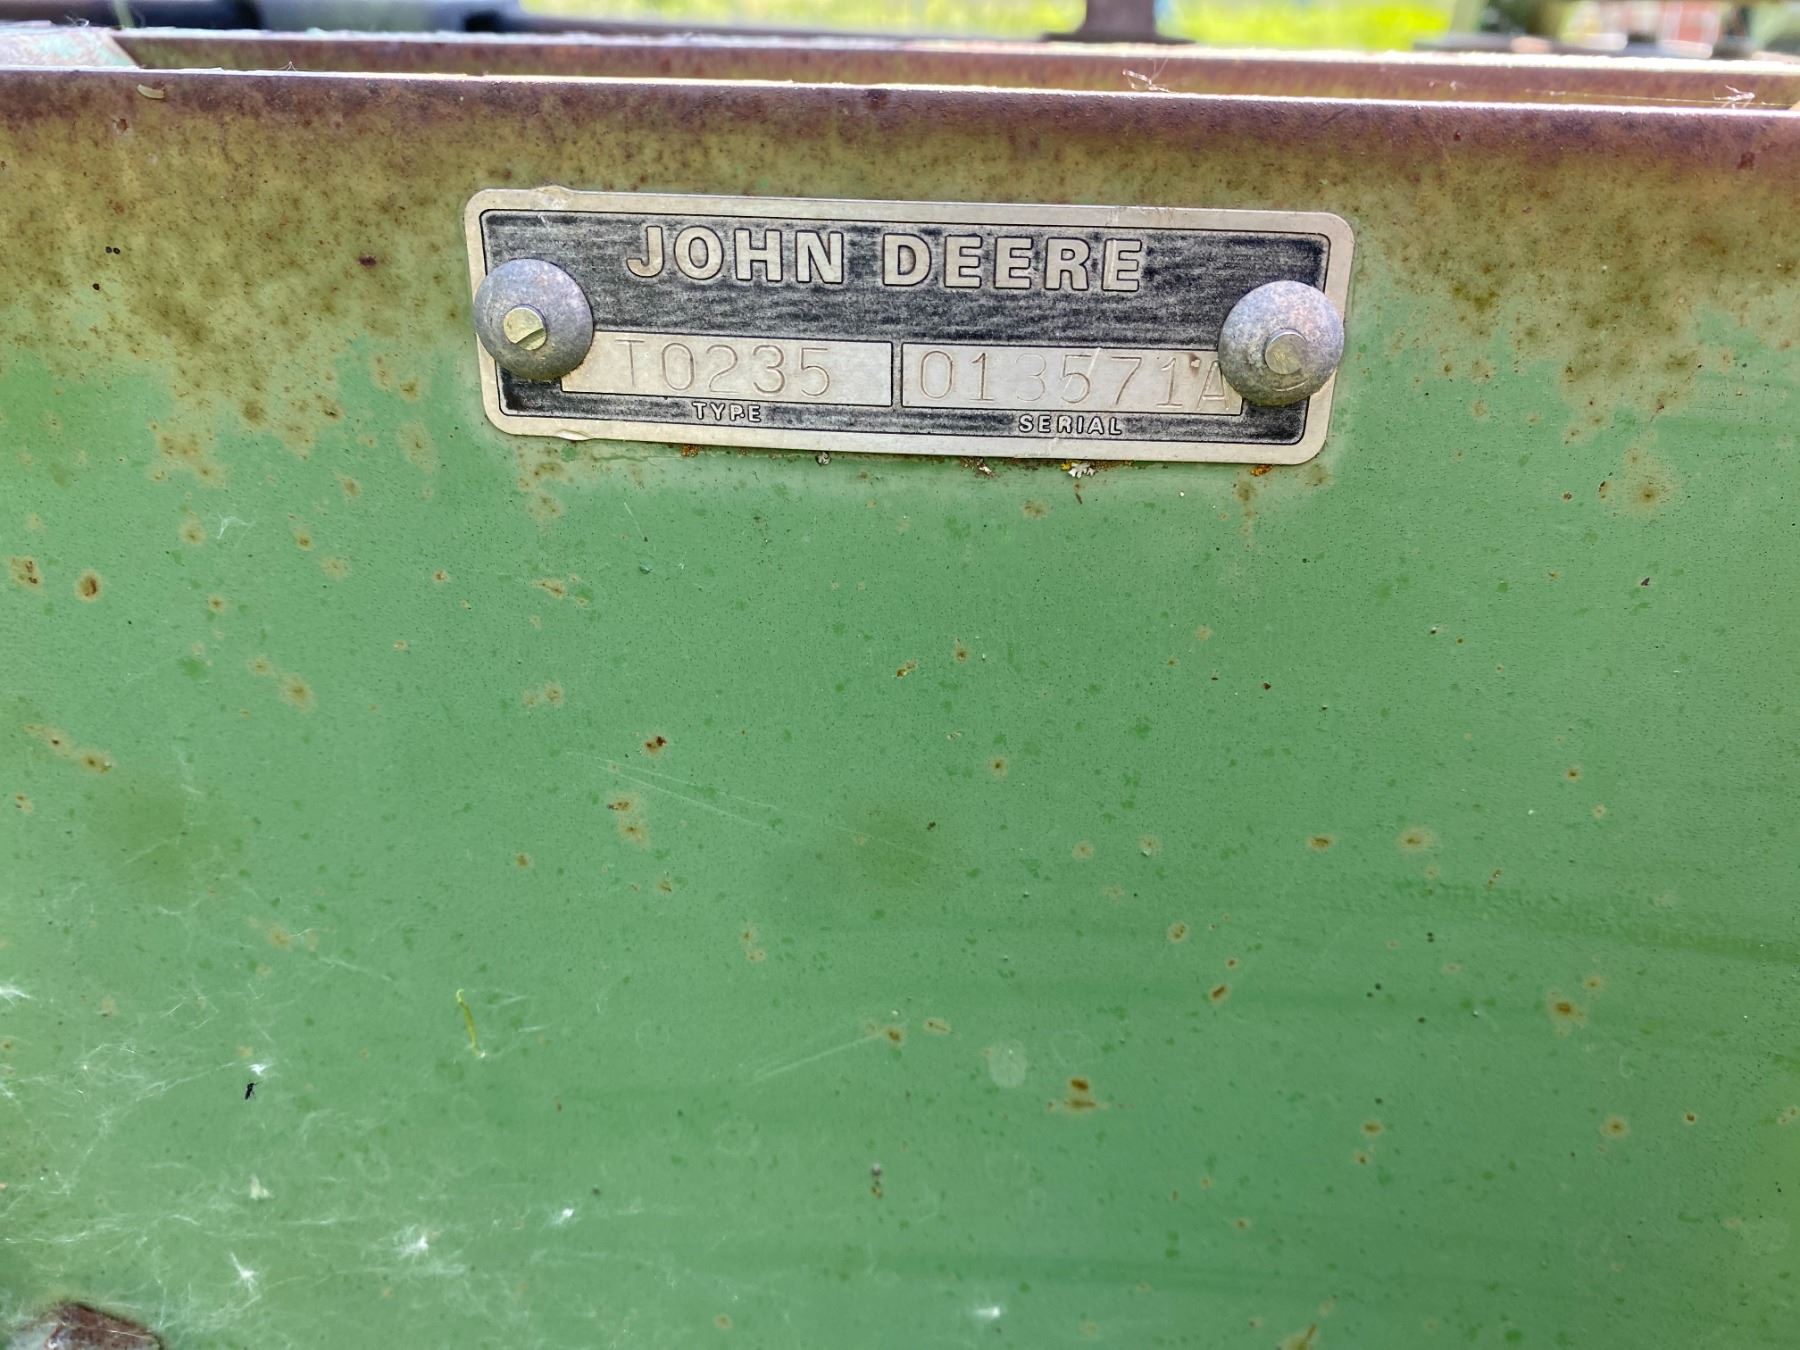 JOHN DEERE
T0235 013571A
TYPE SERIAL